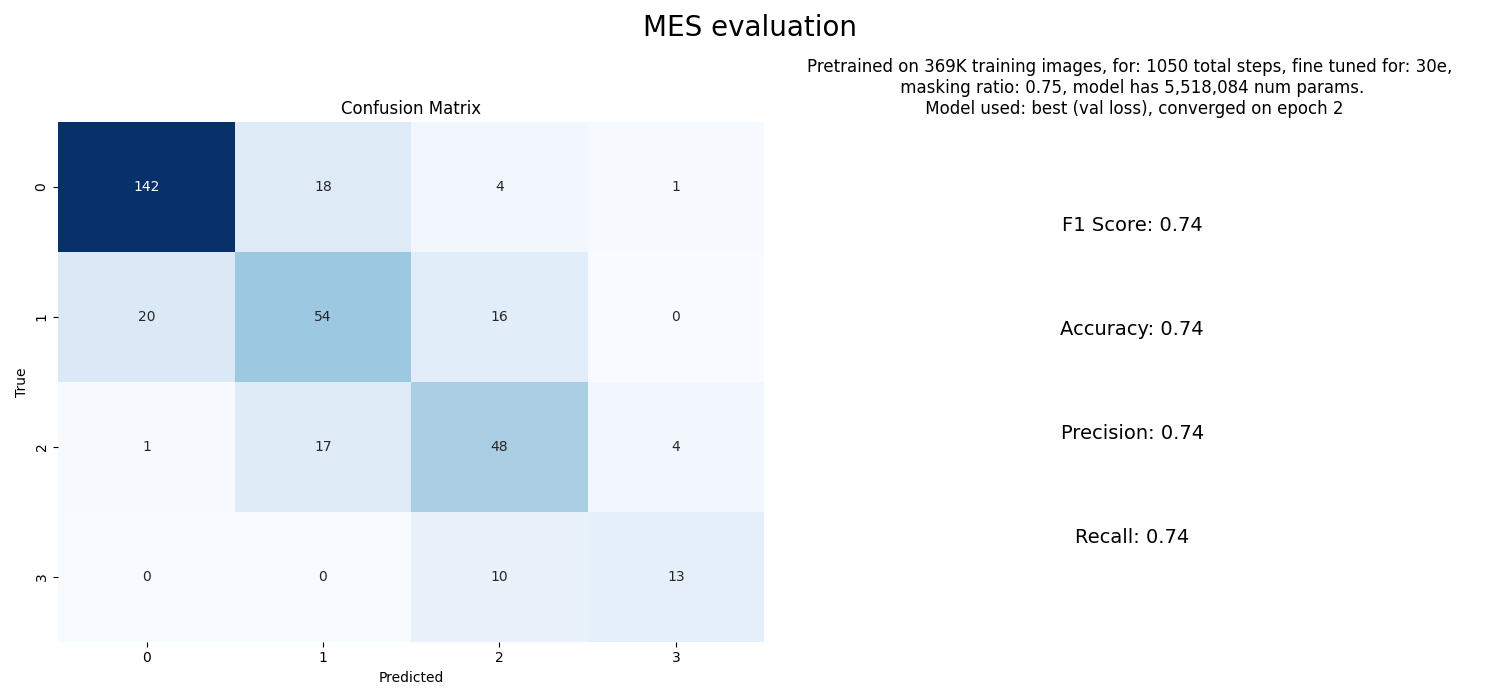 MES evaluation
Pretrained on 369K training images, for: 1050 total steps, fine tuned for: 30e,
masking ratio: 0.75, model has 5,518,084 num params.
Model used: best (val loss), converged on epoch 2
Confusion Matrix
0 142 18 4 1
1 20 54 16 0
2 1 17 48 4
3 0 0 10 13
0 1 2 3
True
Predicted
F1 Score: 0.74
Accuracy: 0.74
Precision: 0.74
Recall: 0.74